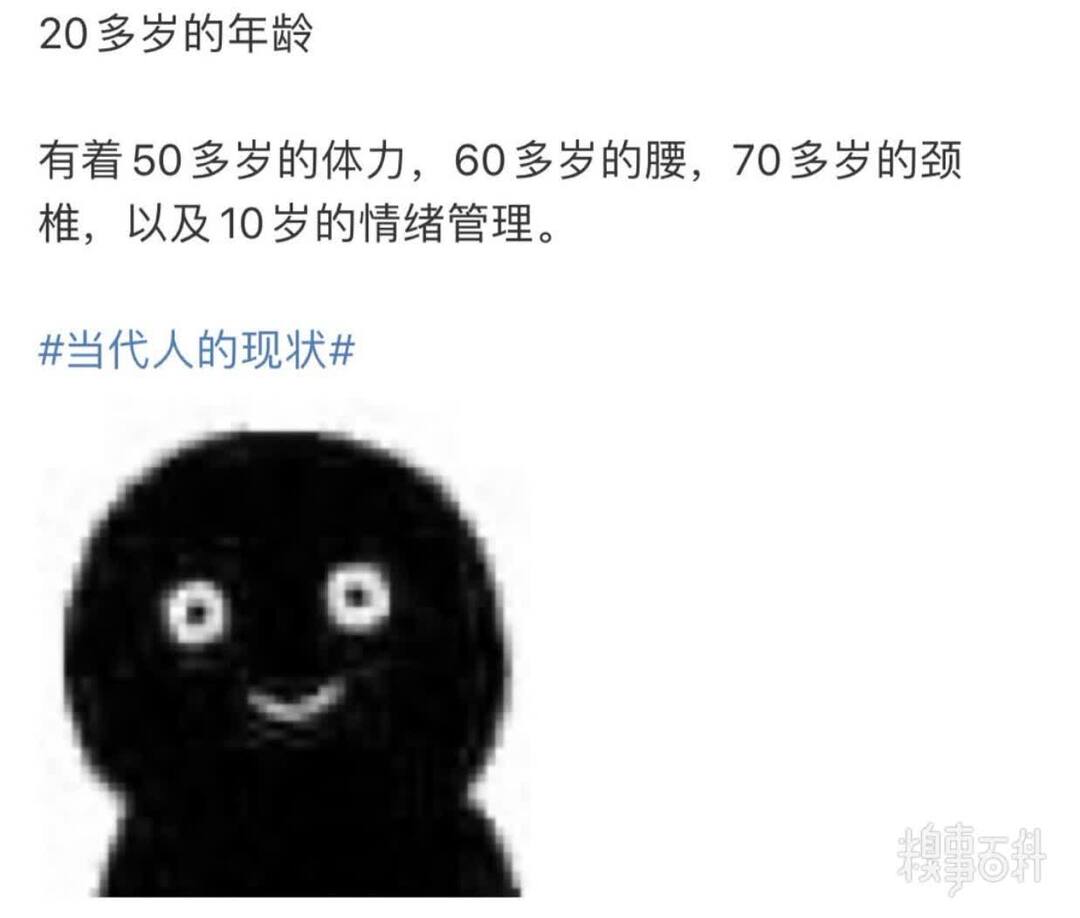 20多岁的年龄
有着50多岁的体力，60多岁的腰，70多岁的颈
椎，以及10岁的情绪管理。
#当代人的现状#
糗事百科